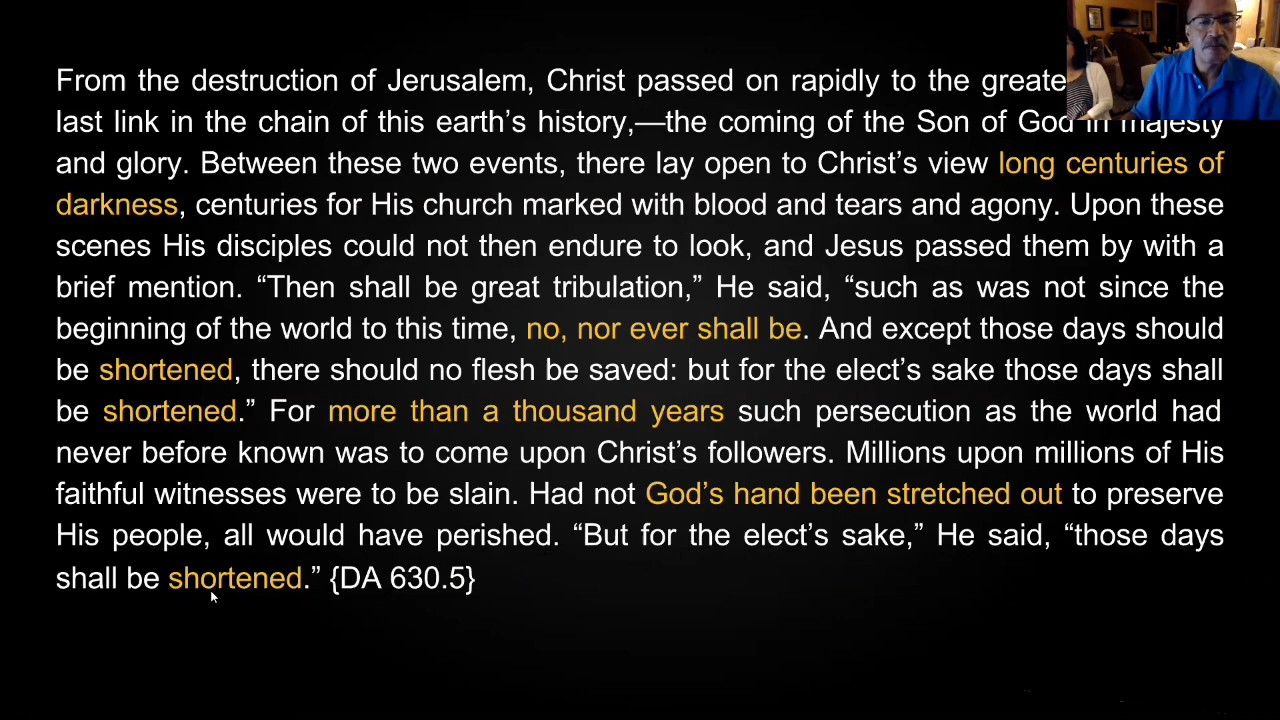 From the destruction of Jerusalem, Christ passed on rapidly to the greate
last link in the chain of this earth’s history,—the coming of the Son of God in majesty
and glory. Between these two events, there lay open to Christ’s view long centuries of
darkness, centuries for His church marked with blood and tears and agony. Upon these
scenes His disciples could not then endure to look, and Jesus passed them by with a
brief mention. “Then shall be great tribulation,” He said, “such as was not since the
beginning of the world to this time, no, nor ever shall be. And except those days should
be shortened, there should no flesh be saved: but for the elect’s sake those days shall
be shortened.” For more than a thousand years such persecution as the world had
never before known was to come upon Christ’s followers. Millions upon millions of His
faithful witnesses were to be slain. Had not God’s hand been stretched out to preserve
His people, all would have perished. “But for the elect’s sake,” He said, “those days
shall be shortened.” {DA 630.5}